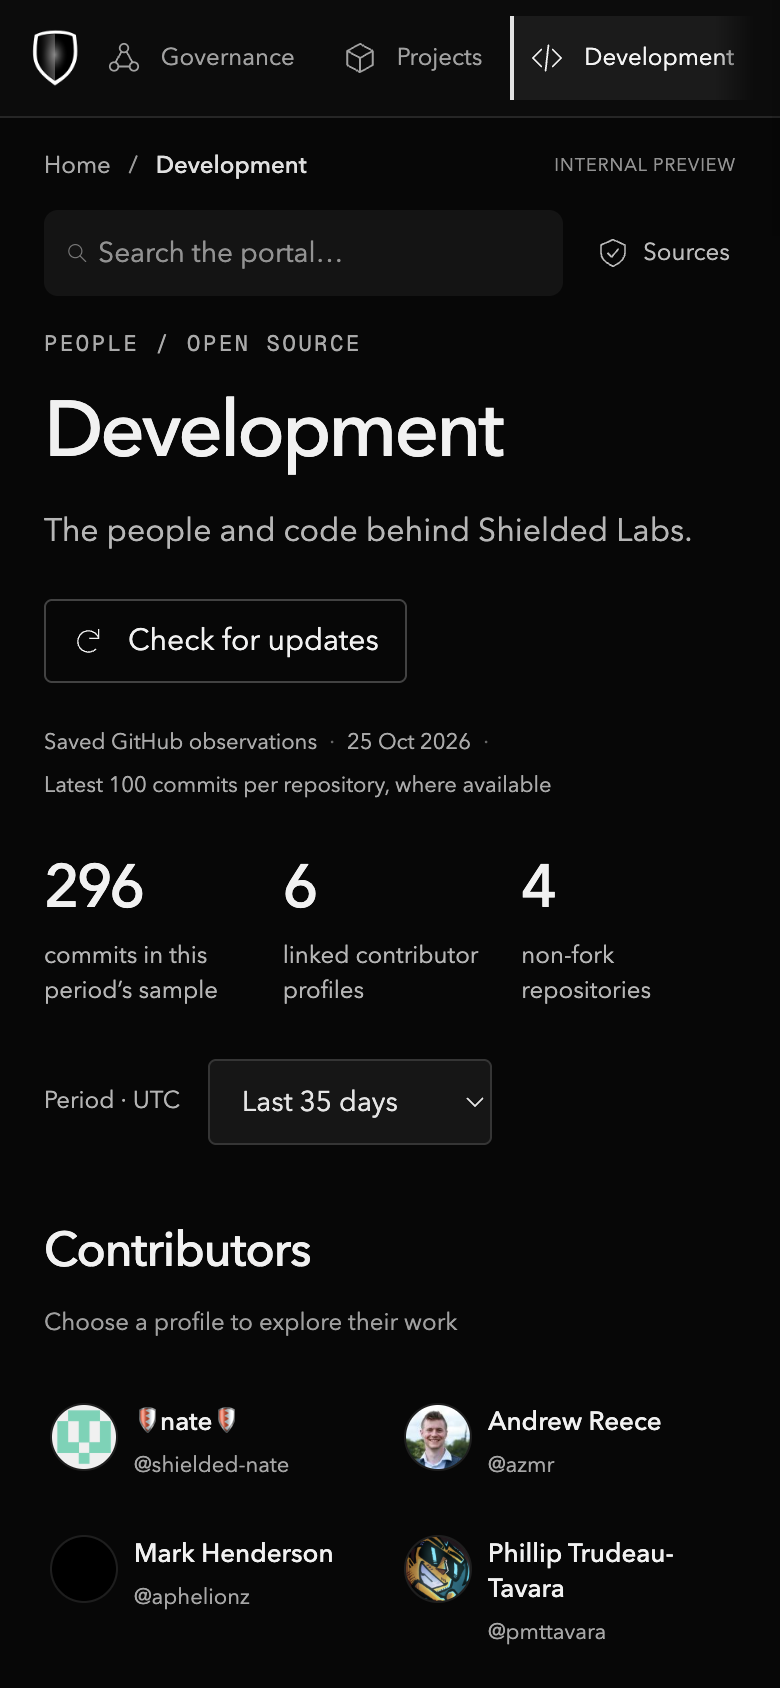 Governance
Projects
Development
Home / Development
INTERNAL PREVIEW
Search the portal...
Sources
PEOPLE / OPEN SOURCE
Development
The people and code behind Shielded Labs.
Check for updates
Saved GitHub observations · 25 Oct 2026 ·
Latest 100 commits per repository, where available
296
commits in this
period’s sample
6
linked contributor
profiles
4
non-fork
repositories
Period · UTC
Last 35 days
Contributors
Choose a profile to explore their work
nate
@shielded-nate
Andrew Reece
@azmr
Mark Henderson
@aphelionz
Phillip Trudeau-
Tavara
@pmttavara